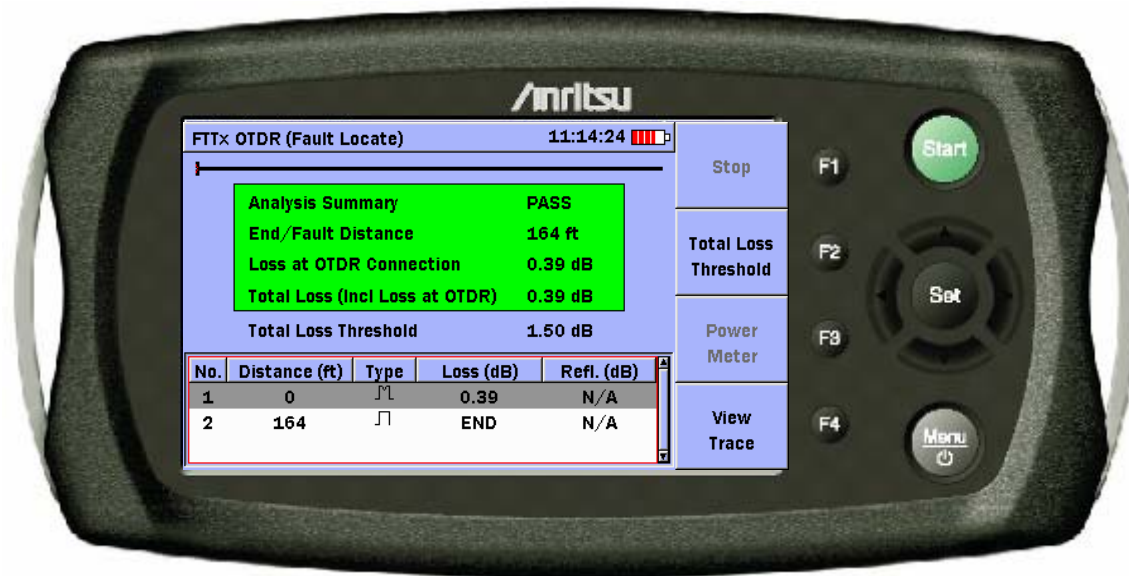 Anritsu
FTTx OTDR (Fault Locate) 11:14:24
Analysis Summary PASS
End/Fault Distance 164 ft
Loss at OTDR Connection 0.39 dB
Total Loss (Incl Loss at OTDR) 0.39 dB
Total Loss Threshold 1.50 dB
No. Distance (ft) Type Loss (dB) Refl. (dB)
1 0 0.39 N/A
2 164 END N/A
Stop
Total Loss
Threshold
Power
Meter
View
Trace
F1
F2
F3
F4
Start
Set
Menu